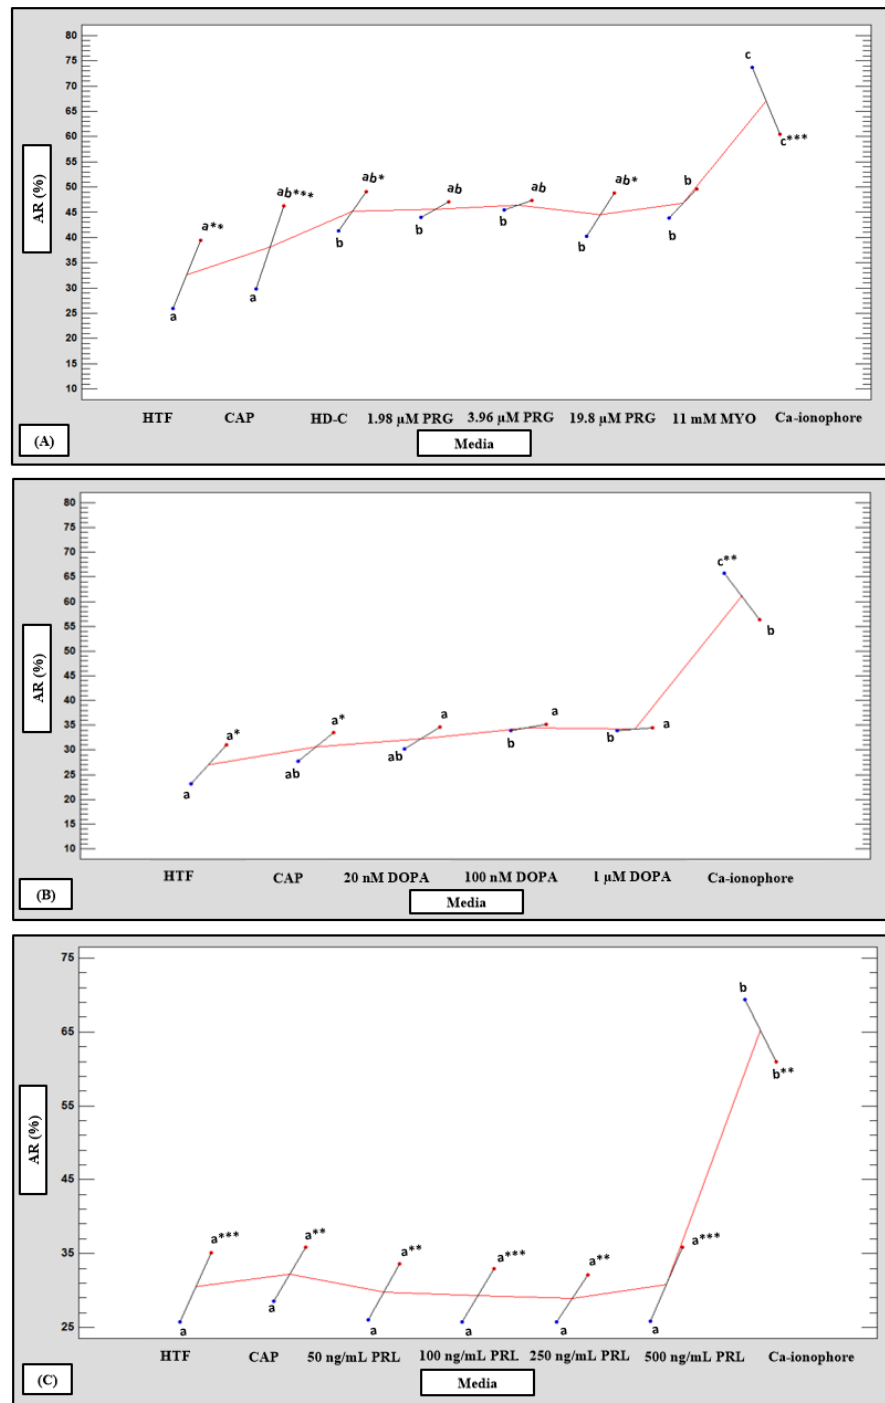 80
75
70
65
60
55
50
45
40
35
30
25
20
15
10
AR (%)
a**
a
ab***
a
ab*
b
ab
b
ab
b
ab*
b
b
b
c
c***
HTF CAP HD-C 1.98 µM PRG 3.96 µM PRG 19.8 µM PRG 11 mM MYO Ca-ionophore
(A)
Media
80
75
70
65
60
55
50
45
40
35
30
25
20
15
10
AR (%)
a*
a
a*
ab
a
ab
a
b
a
b
c**
b
HTF CAP 20 nM DOPA 100 nM DOPA 1 µM DOPA Ca-ionophore
(B)
Media
75
65
55
45
35
25
AR (%)
a***
a
a**
a
a**
a
a***
a
a**
a
a***
a
b
b**
HTF CAP 50 ng/mL PRL 100 ng/mL PRL 250 ng/mL PRL 500 ng/mL PRL Ca-ionophore
(C)
Media